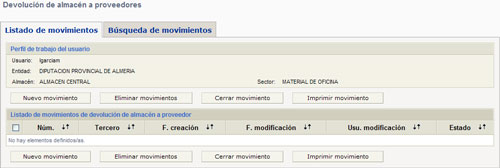 Devolución de almacén a proveedores
Listado de movimientos Búsqueda de movimientos
Perfil de trabajo del usuario
Usuario: lgarciam
Entidad: DIPUTACION PROVINCIAL DE ALMERIA
Almacén: ALMACEN CENTRAL Sector: MATERIAL DE OFICINA
Nuevo movimiento Eliminar movimientos Cerrar movimiento Imprimir movimiento
Listado de movimientos de devolución de almacén a proveedor
Núm. Tercero F. creación F. modificación Usu. modificación Estado
No hay elementos definidos/as.
Nuevo movimiento Eliminar movimientos Cerrar movimiento Imprimir movimiento